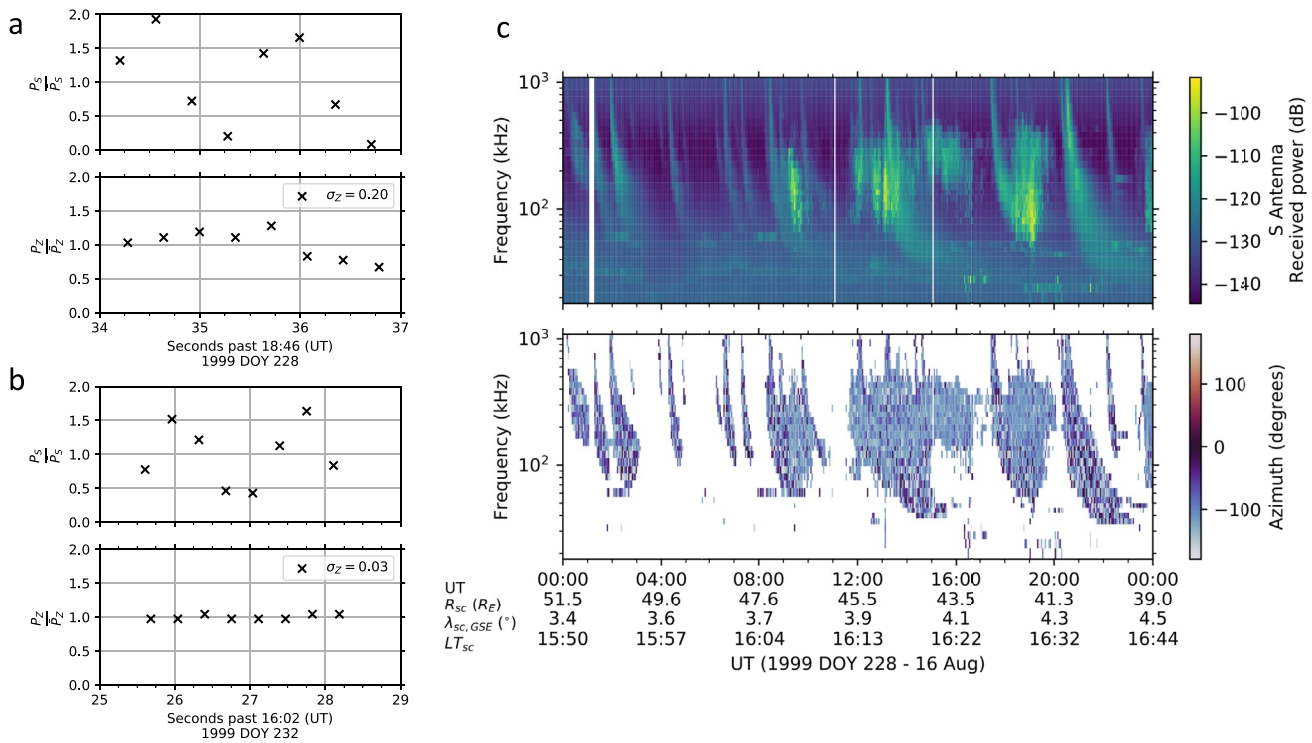 a
2.0
1.5
1.0
0.5
0.0
P_S / P̄_S
2.0
1.5
1.0
0.5
0.0
P_Z / P̄_Z
σ_Z = 0.20
34 35 36 37
Seconds past 18:46 (UT)
1999 DOY 228
b
2.0
1.5
1.0
0.5
0.0
P_S / P̄_S
2.0
1.5
1.0
0.5
0.0
P_Z / P̄_Z
σ_Z = 0.03
25 26 27 28 29
Seconds past 16:02 (UT)
1999 DOY 232
c
10³
10²
Frequency (kHz)
−100
−110
−120
−130
−140
S Antenna
Received power (dB)
10³
10²
Frequency (kHz)
100
0
−100
Azimuth (degrees)
UT 00:00 04:00 08:00 12:00 16:00 20:00 00:00
R_sc (R_E) 51.5 49.6 47.6 45.5 43.5 41.3 39.0
λ_sc,GSE (°) 3.4 3.6 3.7 3.9 4.1 4.3 4.5
LT_sc 15:50 15:57 16:04 16:13 16:22 16:32 16:44
UT (1999 DOY 228 - 16 Aug)